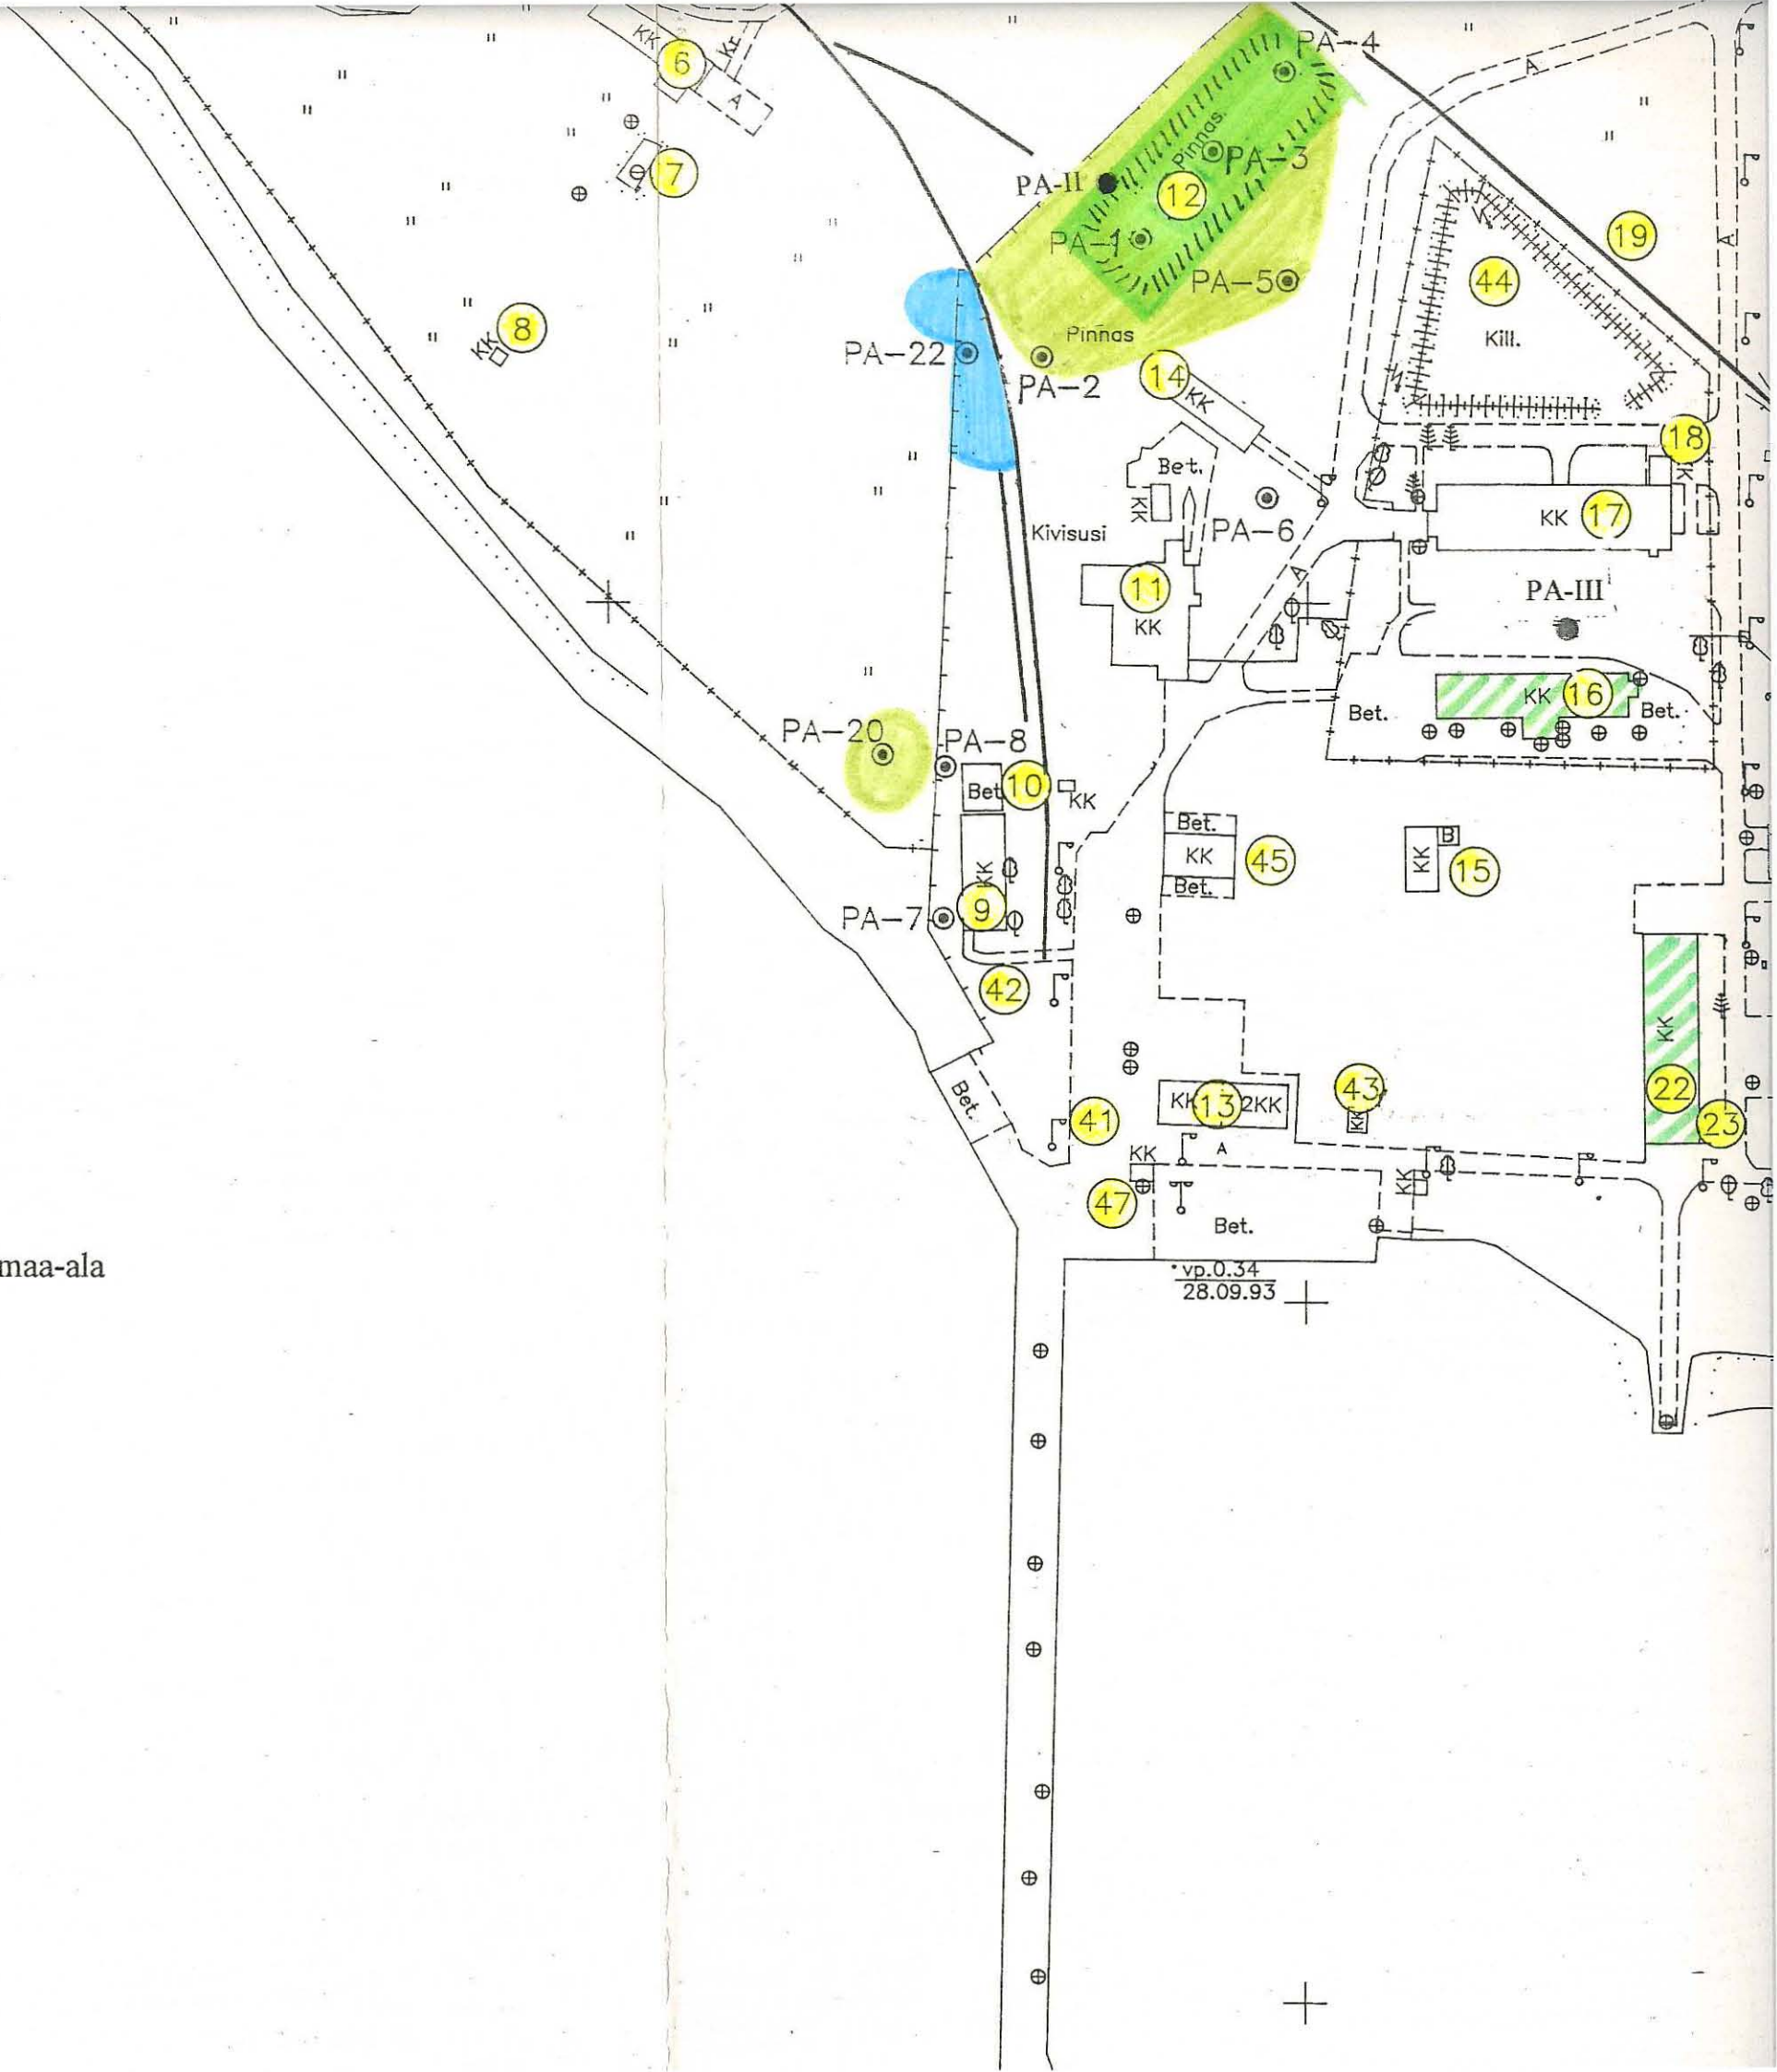 KK
6
Kr
A
PA-4
A
Pinnas.
7
PA-3
PA-II
12
19
PA-1
A
44
PA-5
8
KK
Pinnas
Kill.
PA-22
PA-2
14
KK
18
KK
Bet.
KK
PA-6
KK 17
Kivisusi
A
11
KK
PA-III
KK 16
Bet.
Bet.
PA-20
PA-8
Bet. 10
KK
Bet.
KK
45
Bet.
KK
B
15
KK
9
PA-7
42
KK
Bet.
41
KK 13 2KK
43
KK
22
23
A
KK
47
KK
Bet.
maa-ala
vp.0.34
28.09.93